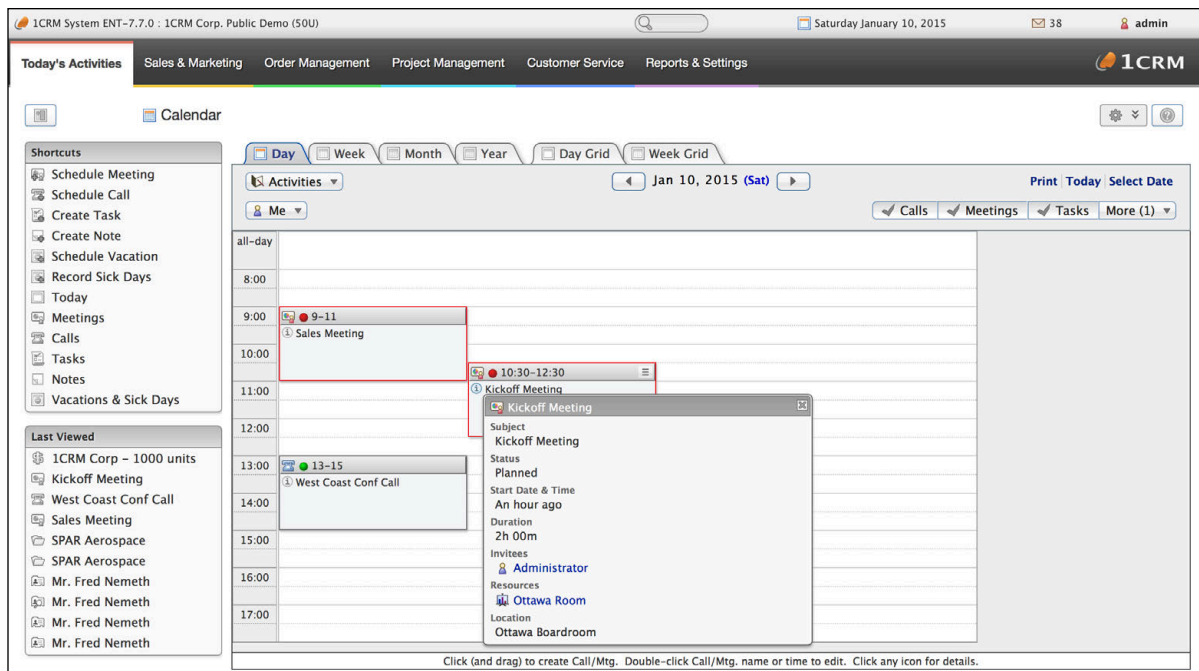 1CRM System ENT-7.7.0 : 1CRM Corp. Public Demo (50U)
Saturday January 10, 2015
38
admin
Today's Activities
Sales & Marketing
Order Management
Project Management
Customer Service
Reports & Settings
1CRM
Calendar
Shortcuts
Schedule Meeting
Schedule Call
Create Task
Create Note
Schedule Vacation
Record Sick Days
Today
Meetings
Calls
Tasks
Notes
Vacations & Sick Days
Last Viewed
1CRM Corp - 1000 units
Kickoff Meeting
West Coast Conf Call
Sales Meeting
SPAR Aerospace
SPAR Aerospace
Mr. Fred Nemeth
Mr. Fred Nemeth
Mr. Fred Nemeth
Mr. Fred Nemeth
Day
Week
Month
Year
Day Grid
Week Grid
Activities
Jan 10, 2015 (Sat)
Print
Today
Select Date
Me
Calls
Meetings
Tasks
More (1)
all-day
8:00
9:00
9-11
Sales Meeting
10:00
10:30-12:30
Kickoff Meeting
11:00
12:00
13:00
13-15
West Coast Conf Call
14:00
15:00
16:00
17:00
Kickoff Meeting
Subject
Kickoff Meeting
Status
Planned
Start Date & Time
An hour ago
Duration
2h 00m
Invitees
Administrator
Resources
Ottawa Room
Location
Ottawa Boardroom
Click (and drag) to create Call/Mtg. Double-click Call/Mtg. name or time to edit. Click any icon for details.